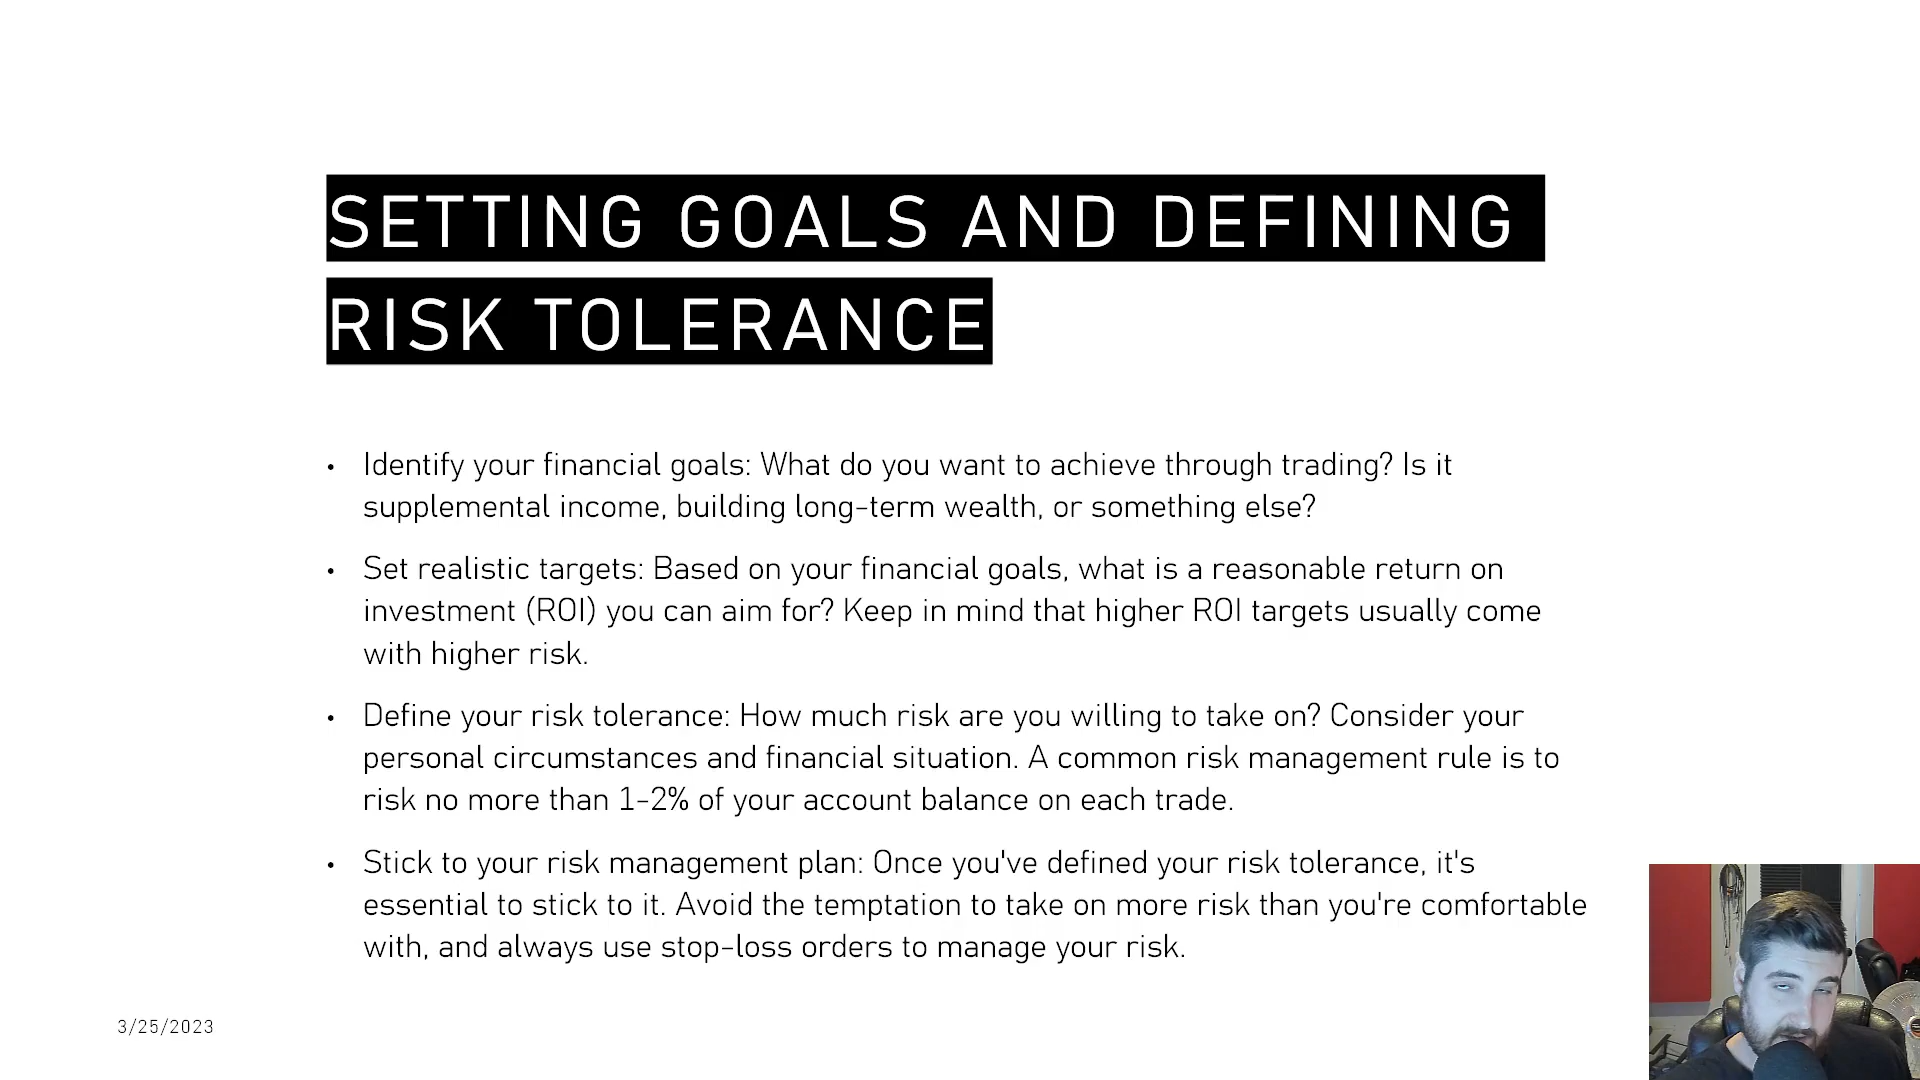 SETTING GOALS AND DEFINING
RISK TOLERANCE
• Identify your financial goals: What do you want to achieve through trading? Is it
supplemental income, building long-term wealth, or something else?
• Set realistic targets: Based on your financial goals, what is a reasonable return on
investment (ROI) you can aim for? Keep in mind that higher ROI targets usually come
with higher risk.
• Define your risk tolerance: How much risk are you willing to take on? Consider your
personal circumstances and financial situation. A common risk management rule is to
risk no more than 1-2% of your account balance on each trade.
• Stick to your risk management plan: Once you've defined your risk tolerance, it's
essential to stick to it. Avoid the temptation to take on more risk than you're comfortable
with, and always use stop-loss orders to manage your risk.
3/25/2023